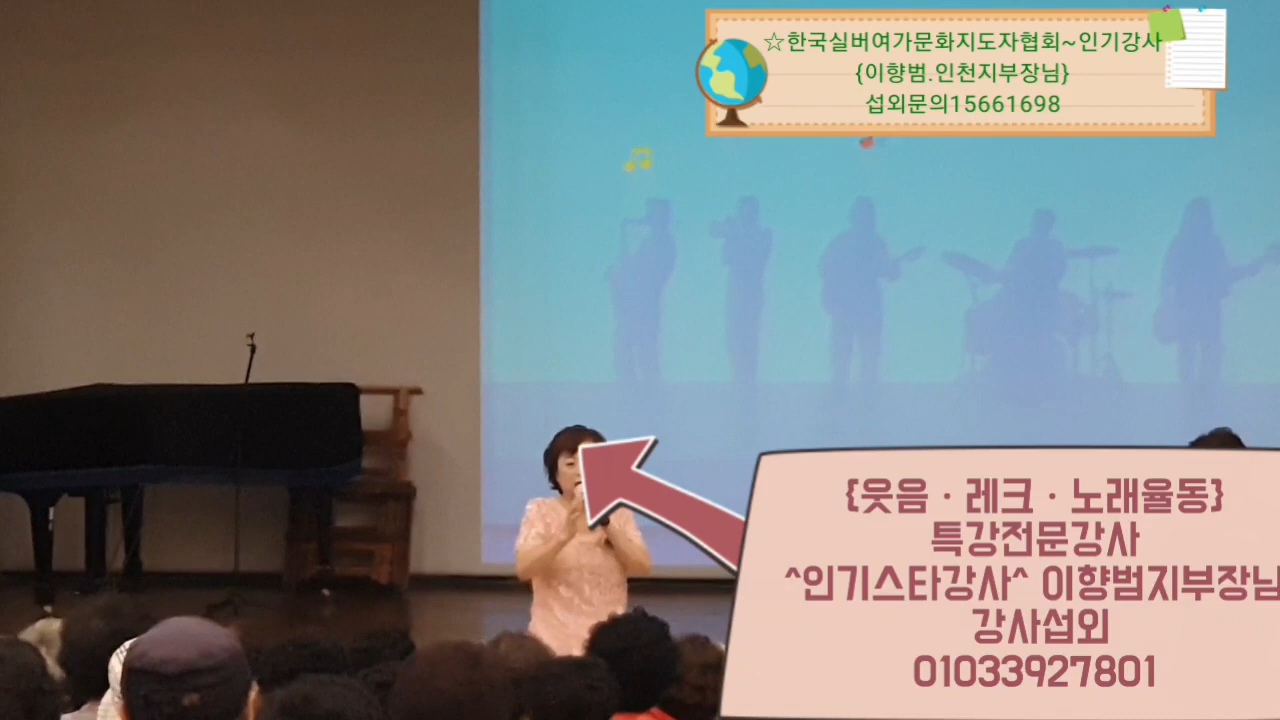 ☆한국실버여가문화지도자협회~인기강사
{이향범.인천지부장님}
섭외문의15661698
{웃음·레크·노래율동}
특강전문강사
^인기스타강사^ 이향범지부장님
강사섭외
01033927801